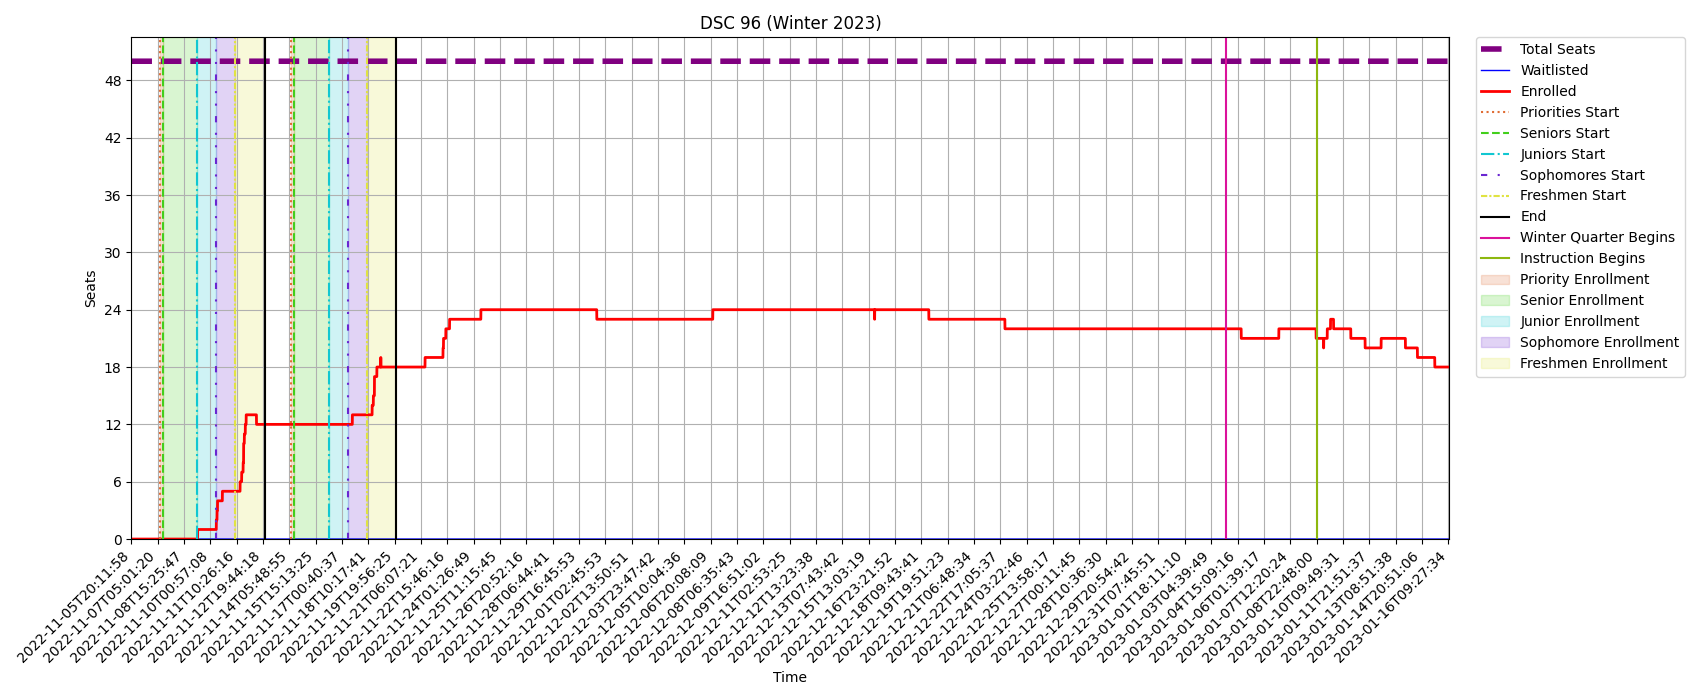 DSC 96 (Winter 2023)
Seats
48
42
36
30
24
18
12
6
0
2022-11-05T20:11:58
2022-11-07T05:01:20
2022-11-08T15:25:47
2022-11-10T00:57:08
2022-11-11T10:26:16
2022-11-12T19:44:18
2022-11-14T05:48:55
2022-11-15T15:13:25
2022-11-17T00:40:37
2022-11-18T10:17:41
2022-11-19T19:56:25
2022-11-21T06:07:21
2022-11-22T15:46:16
2022-11-24T01:26:49
2022-11-25T11:15:45
2022-11-26T20:52:16
2022-11-28T06:44:41
2022-11-29T16:45:53
2022-12-01T02:45:53
2022-12-02T13:50:51
2022-12-03T23:47:42
2022-12-05T10:04:36
2022-12-06T20:08:09
2022-12-08T06:35:43
2022-12-09T16:51:02
2022-12-11T02:53:25
2022-12-12T13:23:38
2022-12-13T07:43:42
2022-12-15T13:03:19
2022-12-16T23:21:52
2022-12-18T09:43:41
2022-12-19T19:51:23
2022-12-21T06:48:34
2022-12-22T17:05:37
2022-12-24T03:22:46
2022-12-25T13:58:17
2022-12-27T00:11:45
2022-12-28T10:36:30
2022-12-29T20:54:42
2022-12-31T07:45:51
2023-01-01T18:11:10
2023-01-03T04:39:49
2023-01-04T15:09:16
2023-01-06T01:39:17
2023-01-07T12:20:24
2023-01-08T22:48:00
2023-01-10T09:49:31
2023-01-11T21:51:37
2023-01-13T08:51:38
2023-01-14T20:51:06
2023-01-16T09:27:34
Time
Total Seats
Waitlisted
Enrolled
Priorities Start
Seniors Start
Juniors Start
Sophomores Start
Freshmen Start
End
Winter Quarter Begins
Instruction Begins
Priority Enrollment
Senior Enrollment
Junior Enrollment
Sophomore Enrollment
Freshmen Enrollment